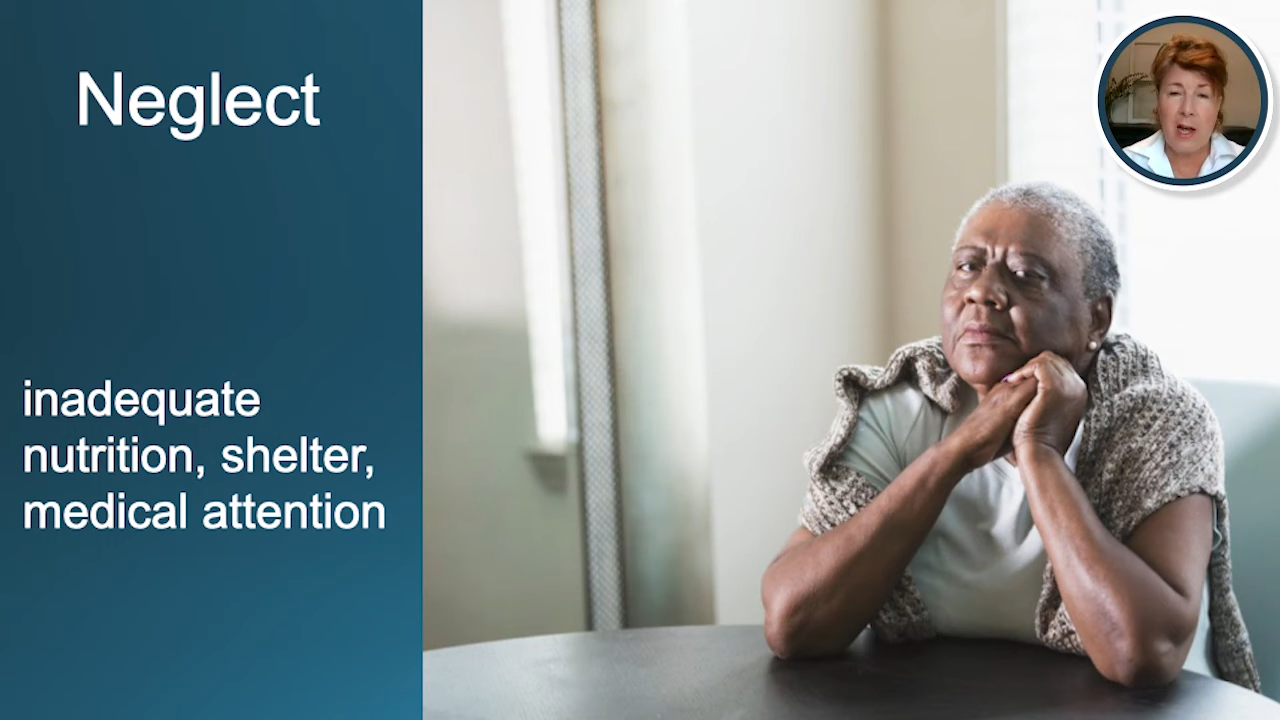 Neglect
inadequate
nutrition, shelter,
medical attention